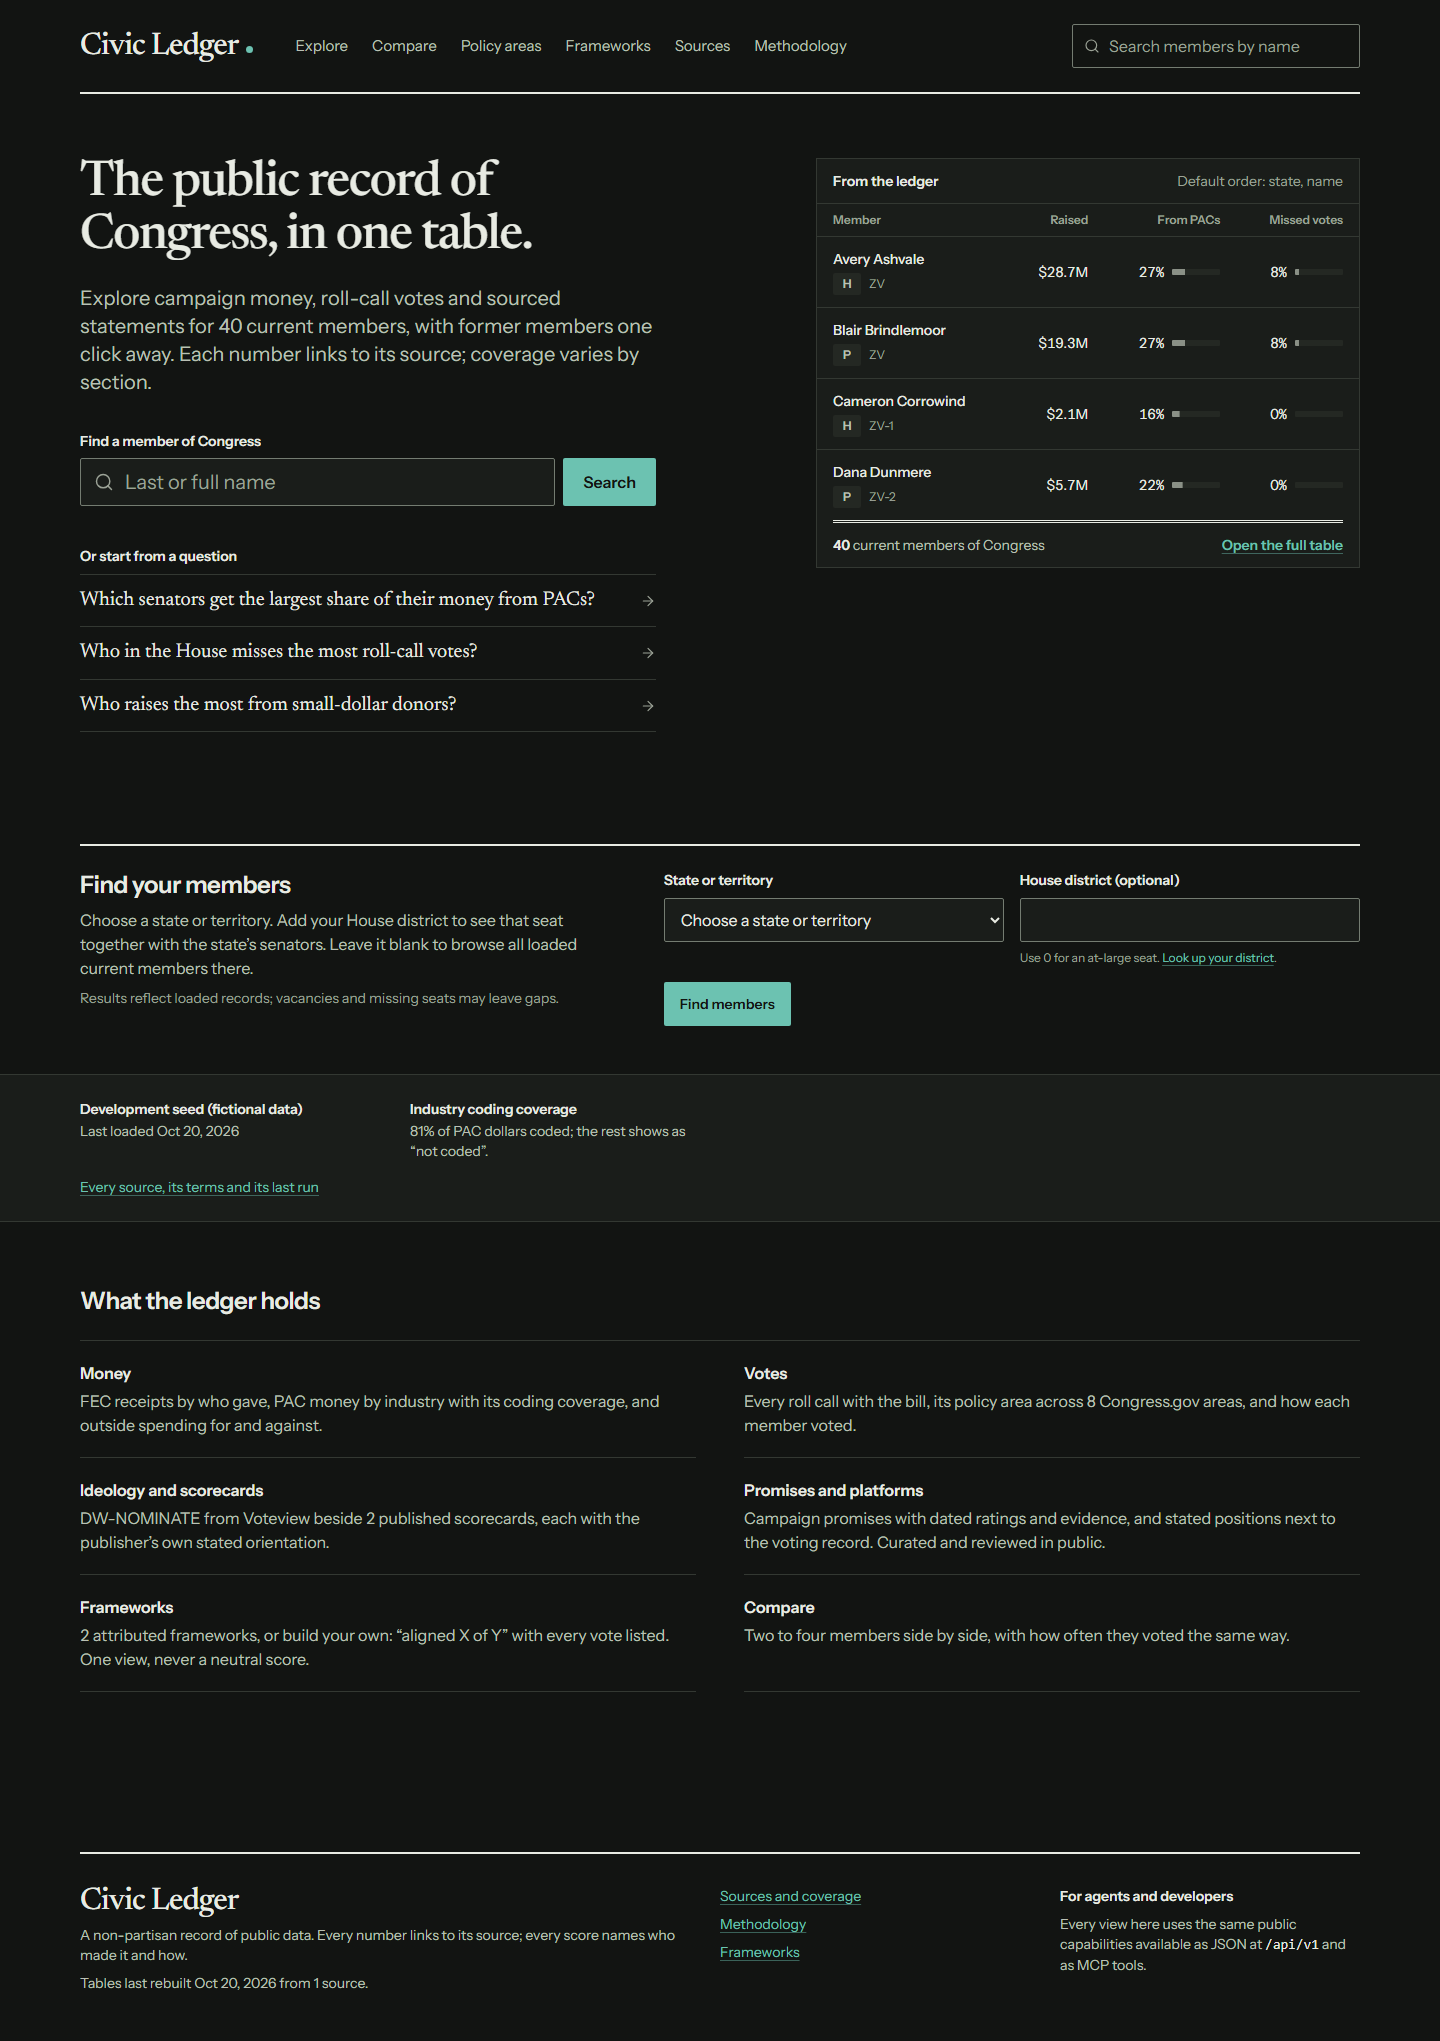 Civic Ledger
Explore
Compare
Policy areas
Frameworks
Sources
Methodology
Search members by name
The public record of
Congress, in one table.
Explore campaign money, roll-call votes and sourced
statements for 40 current members, with former members one
click away. Each number links to its source; coverage varies by
section.
Find a member of Congress
Last or full name
Search
Or start from a question
Which senators get the largest share of their money from PACs?
Who in the House misses the most roll-call votes?
Who raises the most from small-dollar donors?
From the ledger
Default order: state, name
Member Raised From PACs Missed votes
Avery Ashvale
H ZV
$28.7M 27% 8%
Blair Brindlemoor
P ZV
$19.3M 27% 8%
Cameron Corrowind
H ZV-1
$2.1M 16% 0%
Dana Dunmere
P ZV-2
$5.7M 22% 0%
40 current members of Congress
Open the full table
Find your members
Choose a state or territory. Add your House district to see that seat
together with the state’s senators. Leave it blank to browse all loaded
current members there.
Results reflect loaded records; vacancies and missing seats may leave gaps.
State or territory
Choose a state or territory
House district (optional)
Use 0 for an at-large seat. Look up your district.
Find members
Development seed (fictional data)
Last loaded Oct 20, 2026
Industry coding coverage
81% of PAC dollars coded; the rest shows as
“not coded”.
Every source, its terms and its last run
What the ledger holds
Money
FEC receipts by who gave, PAC money by industry with its coding coverage, and
outside spending for and against.
Votes
Every roll call with the bill, its policy area across 8 Congress.gov areas, and how each
member voted.
Ideology and scorecards
DW-NOMINATE from Voteview beside 2 published scorecards, each with the
publisher’s own stated orientation.
Promises and platforms
Campaign promises with dated ratings and evidence, and stated positions next to
the voting record. Curated and reviewed in public.
Frameworks
2 attributed frameworks, or build your own: “aligned X of Y” with every vote listed.
One view, never a neutral score.
Compare
Two to four members side by side, with how often they voted the same way.
Civic Ledger
A non-partisan record of public data. Every number links to its source; every score names who
made it and how.
Tables last rebuilt Oct 20, 2026 from 1 source.
Sources and coverage
Methodology
Frameworks
For agents and developers
Every view here uses the same public
capabilities available as JSON at /api/v1 and
as MCP tools.